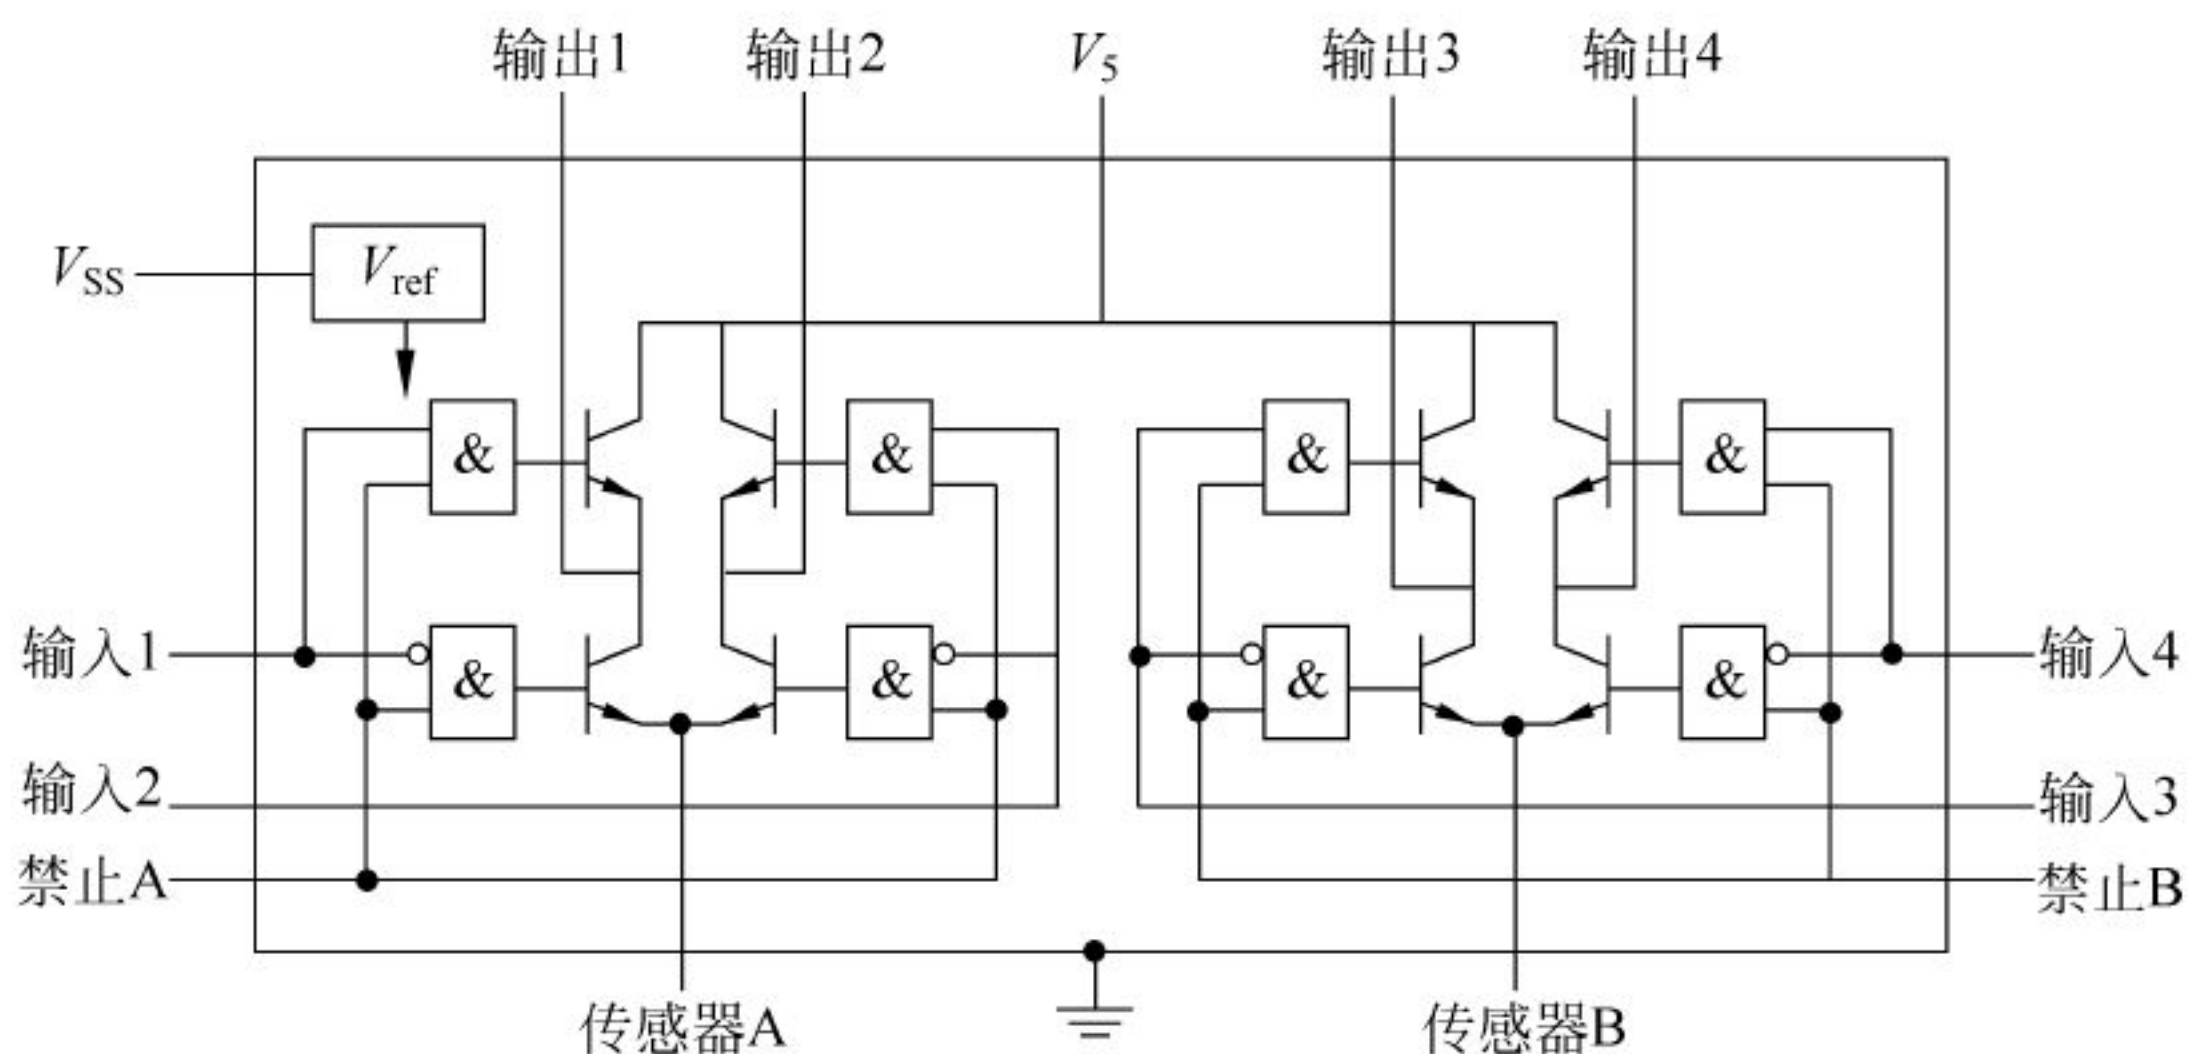 输出1 输出2 V5 输出3 输出4
VSS Vref
& & & &
输入1 & & & & 输入4
输入2 输入3
禁止A 禁止B
传感器A 传感器B